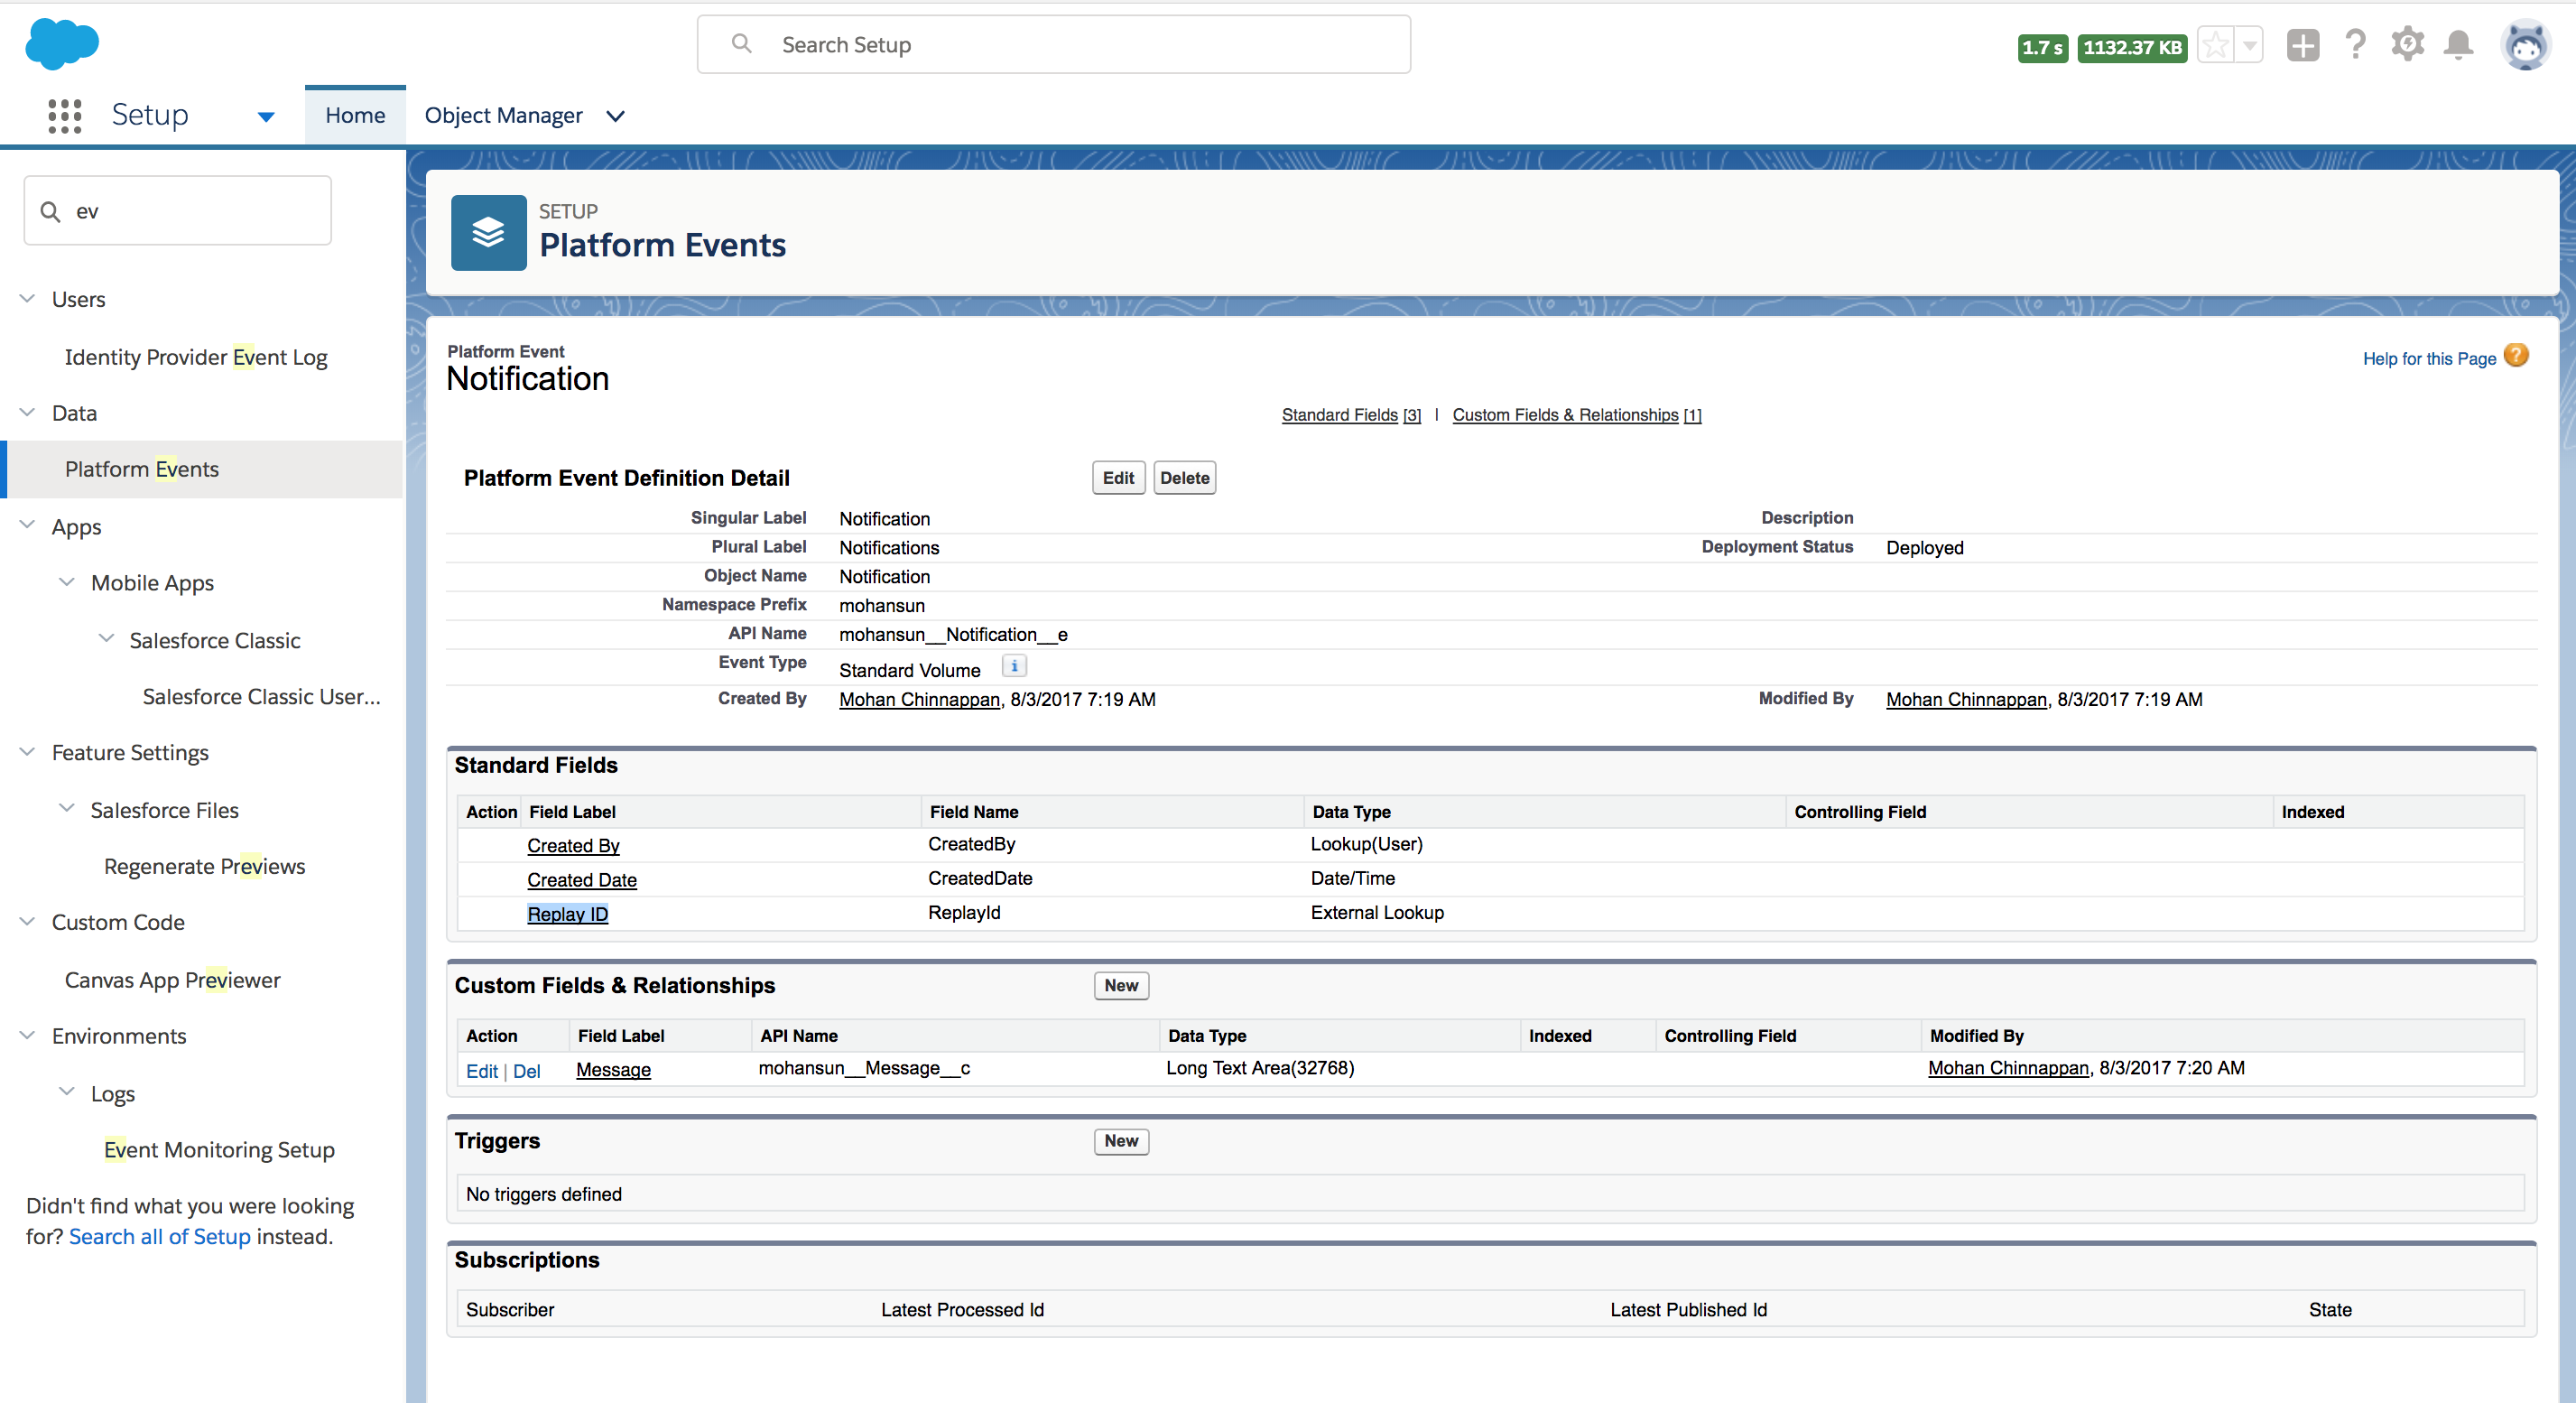 Search Setup
1.7 s 1132.37 KB
Setup
Home
Object Manager
ev
Users
Identity Provider Event Log
Data
Platform Events
Apps
Mobile Apps
Salesforce Classic
Salesforce Classic User...
Feature Settings
Salesforce Files
Regenerate Previews
Custom Code
Canvas App Previewer
Environments
Logs
Event Monitoring Setup
Didn't find what you were looking
for? Search all of Setup instead.
SETUP
Platform Events
Platform Event
Notification
Help for this Page ?
Standard Fields [3] | Custom Fields & Relationships [1]
Platform Event Definition Detail Edit Delete
Singular Label Notification Description
Plural Label Notifications Deployment Status Deployed
Object Name Notification
Namespace Prefix mohansun
API Name mohansun__Notification__e
Event Type Standard Volume i
Created By Mohan Chinnappan, 8/3/2017 7:19 AM Modified By Mohan Chinnappan, 8/3/2017 7:19 AM
Standard Fields
Action Field Label Field Name Data Type Controlling Field Indexed
Created By CreatedBy Lookup(User)
Created Date CreatedDate Date/Time
Replay ID ReplayId External Lookup
Custom Fields & Relationships New
Action Field Label API Name Data Type Indexed Controlling Field Modified By
Edit | Del Message mohansun__Message__c Long Text Area(32768) Mohan Chinnappan, 8/3/2017 7:20 AM
Triggers New
No triggers defined
Subscriptions
Subscriber Latest Processed Id Latest Published Id State